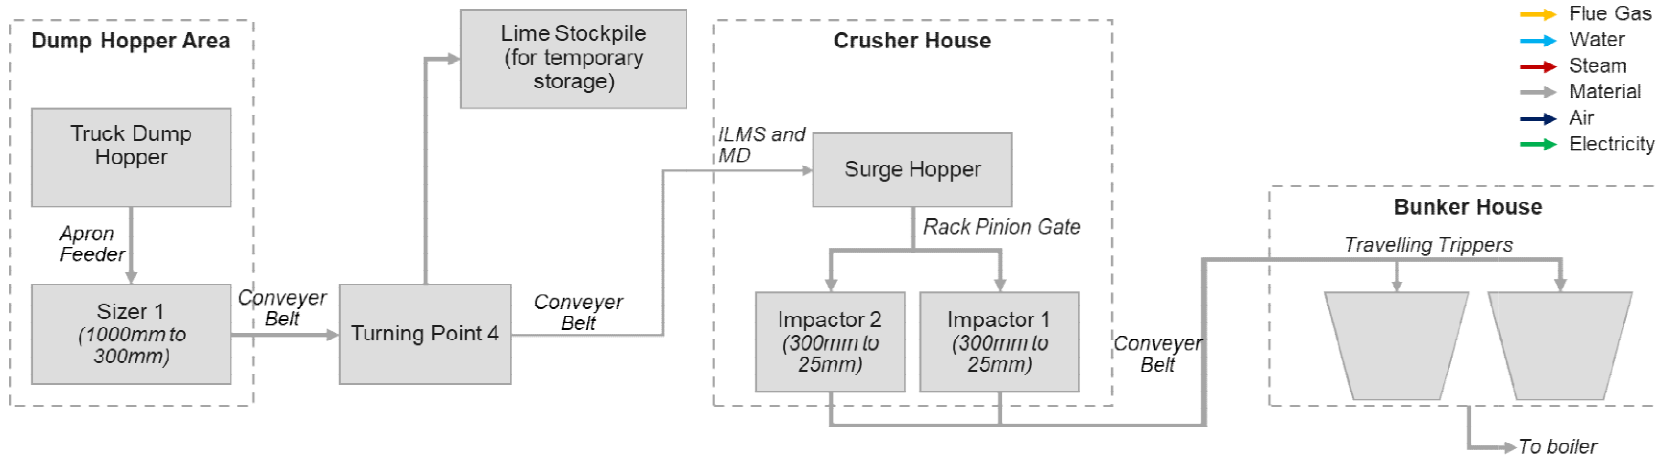 Dump Hopper Area
Truck Dump
Hopper
Apron
Feeder
Sizer 1
(1000mm to
300mm)
Conveyer
Belt
Turning Point 4
Lime Stockpile
(for temporary
storage)
Conveyer
Belt
Crusher House
ILMS and
MD
Surge Hopper
Rack Pinion Gate
Impactor 2
(300mm to
25mm)
Impactor 1
(300mm to
25mm)
Conveyer
Belt
Flue Gas
Water
Steam
Material
Air
Electricity
Bunker House
Travelling Trippers
To boiler